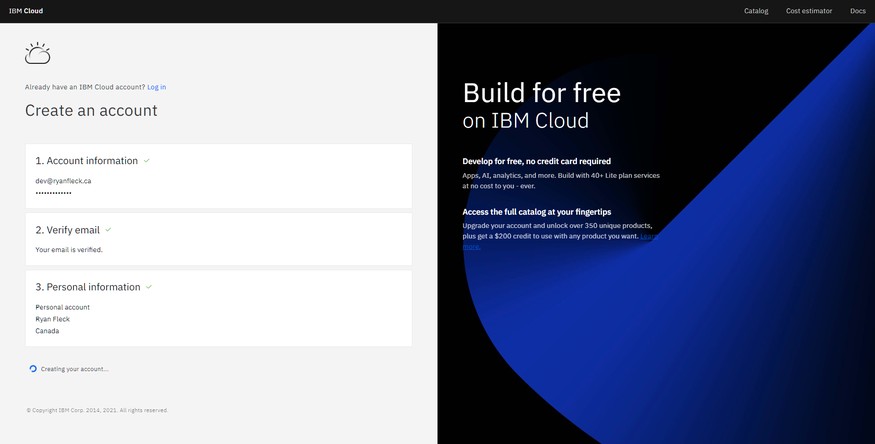 IBM Cloud
Catalog
Cost estimator
Docs
Already have an IBM Cloud account? Log in
Create an account
1. Account information
dev@ryanfleck.ca
••••••••••••••
2. Verify email
Your email is verified.
3. Personal information
Personal account
Ryan Fleck
Canada
Creating your account...
© Copyright IBM Corp. 2014, 2021. All rights reserved.
Build for free
on IBM Cloud
Develop for free, no credit card required
Apps, AI, analytics, and more. Build with 40+ Lite plan services
at no cost to you - ever.
Access the full catalog at your fingertips
Upgrade your account and unlock over 350 unique products,
plus get a $200 credit to use with any product you want. Learn
more.